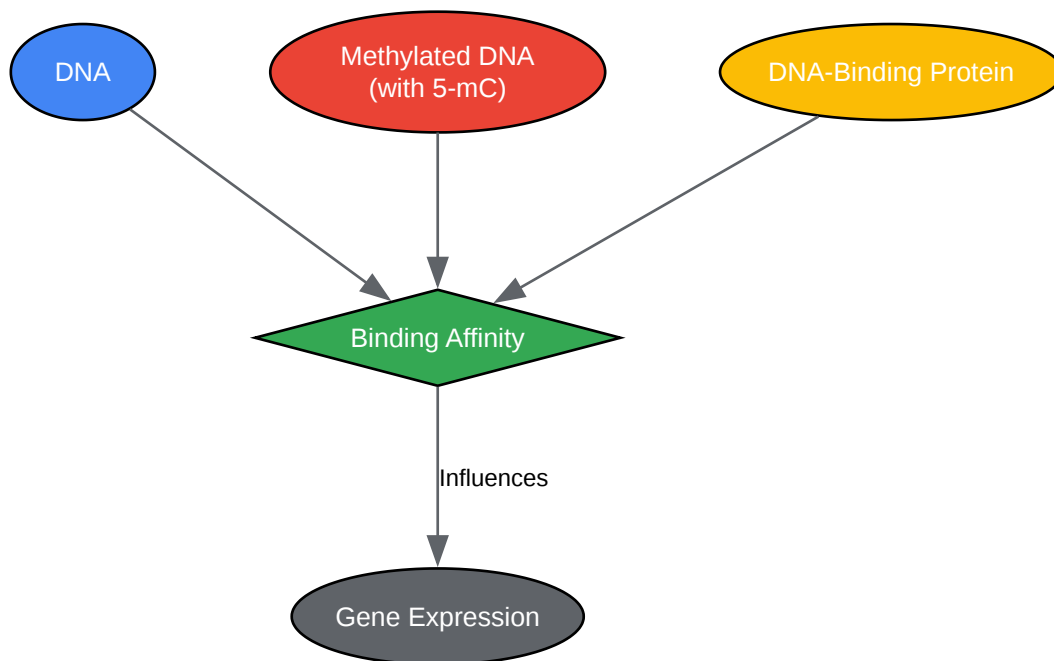 DNA
Methylated DNA
(with 5-mC)
DNA-Binding Protein
Binding Affinity
Influences
Gene Expression